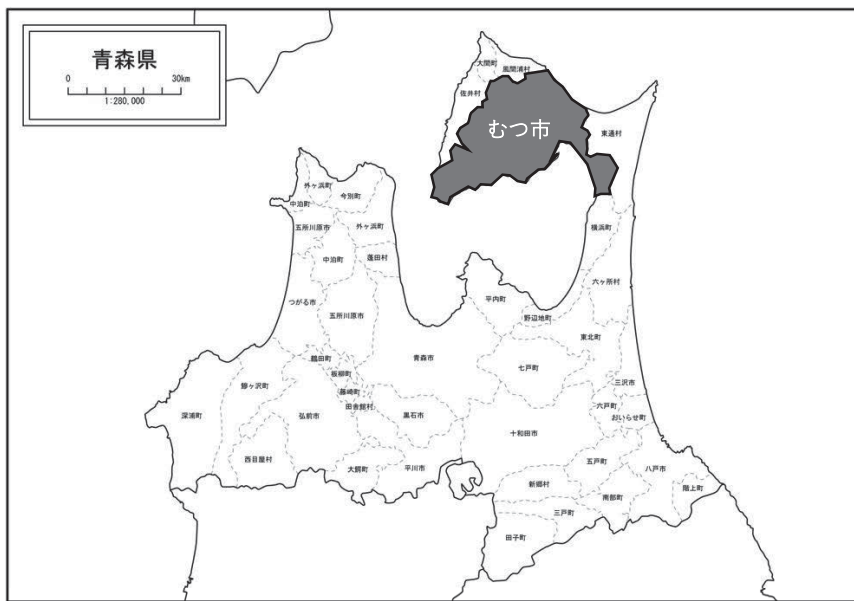 青森県
0 30km
1:280,000
大間町
風間浦村
佐井村
むつ市
東通村
外ヶ浜町
今別町
中泊町
五所川原市
外ヶ浜町
横浜町
中泊町
蓬田村
六ヶ所村
つがる市
平内町
五所川原市
野辺地町
東北町
青森市
鶴田町
七戸町
板柳町
三沢市
鰺ヶ沢町
藤崎町
六戸町
田舎館村
深浦町
弘前市
黒石市
おいらせ町
十和田市
西目屋村
大鰐町
平川市
五戸町
八戸市
新郷村
階上町
南部町
三戸町
田子町